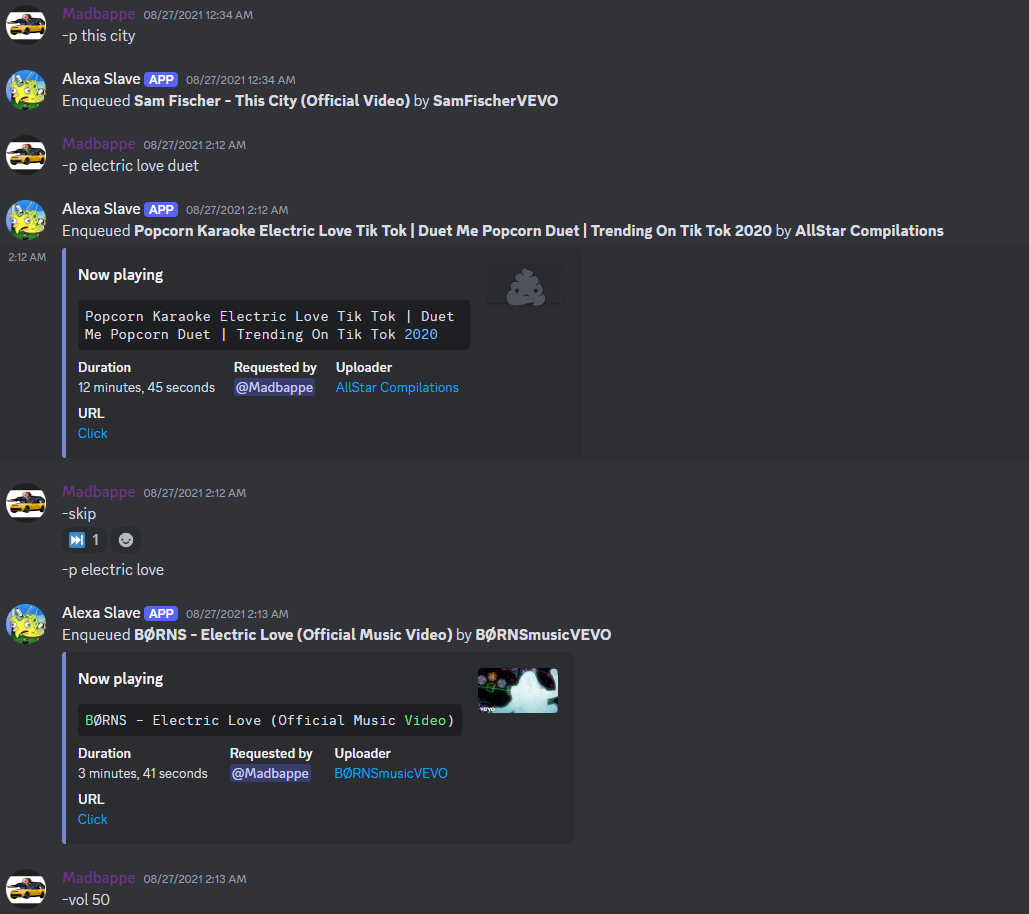 Madbappe 08/27/2021 12:34 AM
-p this city
Alexa Slave APP 08/27/2021 12:34 AM
Enqueued Sam Fischer - This City (Official Video) by SamFischerVEVO
Madbappe 08/27/2021 2:12 AM
-p electric love duet
Alexa Slave APP 08/27/2021 2:12 AM
Enqueued Popcorn Karaoke Electric Love Tik Tok | Duet Me Popcorn Duet | Trending On Tik Tok 2020 by AllStar Compilations
2:12 AM
Now playing
Popcorn Karaoke Electric Love Tik Tok | Duet
Me Popcorn Duet | Trending On Tik Tok 2020
Duration Requested by Uploader
12 minutes, 45 seconds @Madbappe AllStar Compilations
URL
Click
Madbappe 08/27/2021 2:12 AM
-skip
1
-p electric love
Alexa Slave APP 08/27/2021 2:13 AM
Enqueued BØRNS - Electric Love (Official Music Video) by BØRNSmusicVEVO
Now playing
vevo
BØRNS - Electric Love (Official Music Video)
Duration Requested by Uploader
3 minutes, 41 seconds @Madbappe BØRNSmusicVEVO
URL
Click
Madbappe 08/27/2021 2:13 AM
-vol 50